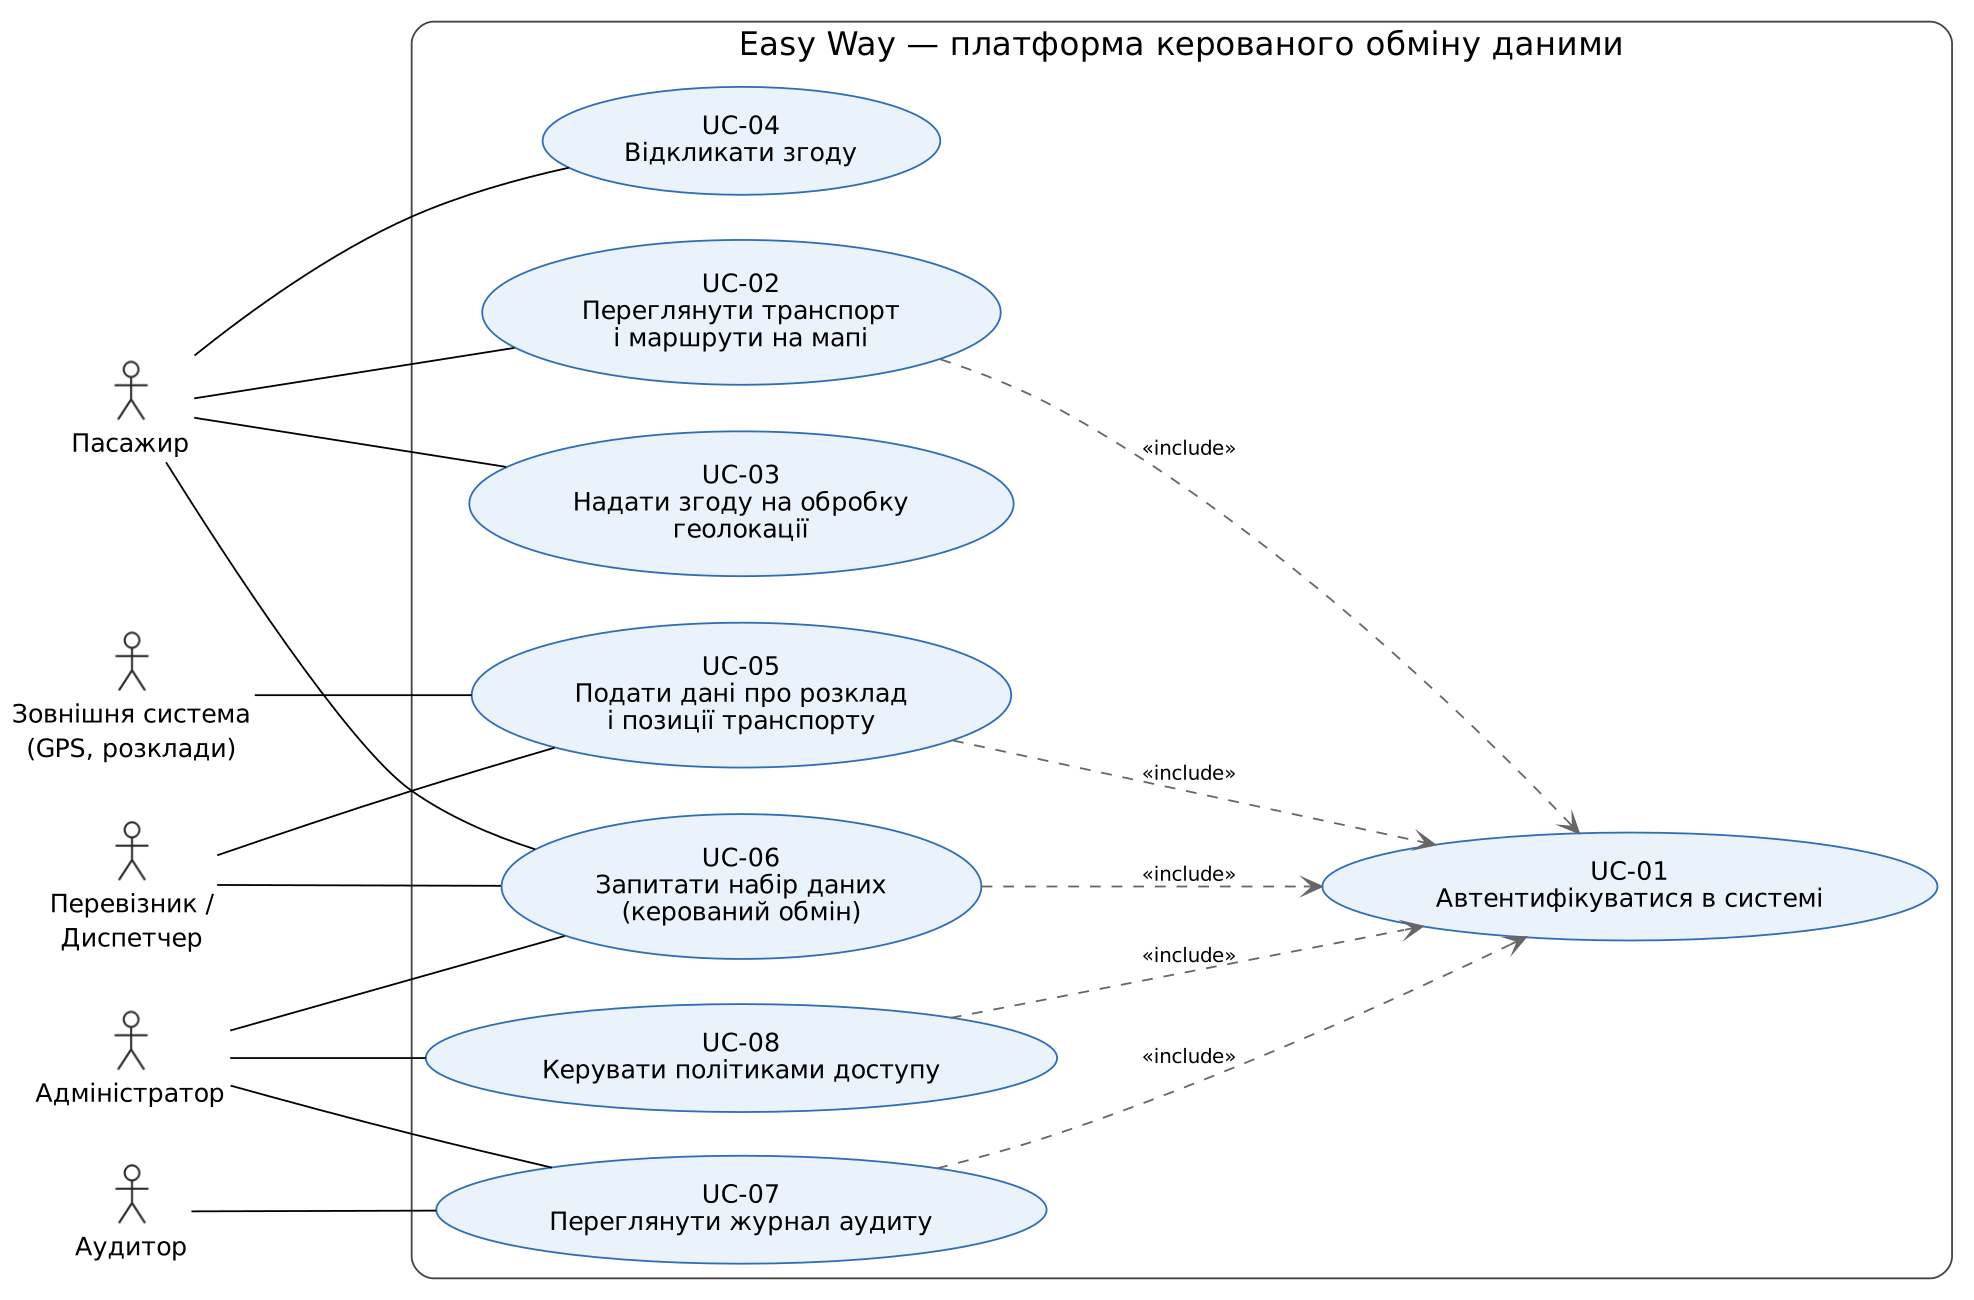 Easy Way — платформа керованого обміну даними
UC-04
Відкликати згоду
UC-02
Переглянути транспорт
і маршрути на мапі
«include»
Пасажир
UC-03
Надати згоду на обробку
геолокації
UC-05
Подати дані про розклад
і позиції транспорту
Зовнішня система
(GPS, розклади)
«include»
UC-06
Запитати набір даних
(керований обмін)
«include»
UC-01
Автентифікуватися в системі
Перевізник /
Диспетчер
«include»
UC-08
Керувати політиками доступу
«include»
Адміністратор
UC-07
Переглянути журнал аудиту
Аудитор